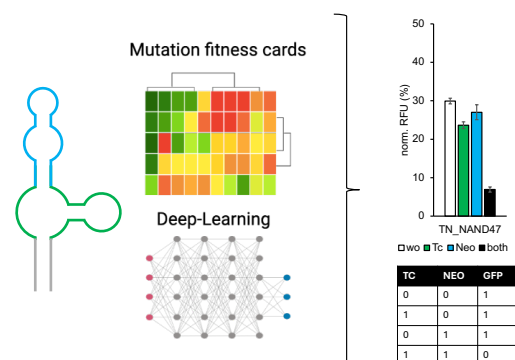 Mutation fitness cards
Deep-Learning
norm. RFU (%)
50
40
30
20
10
0
TN_NAND47
wo Tc Neo both
TC NEO GFP
0 0 1
1 0 1
0 1 1
1 1 0